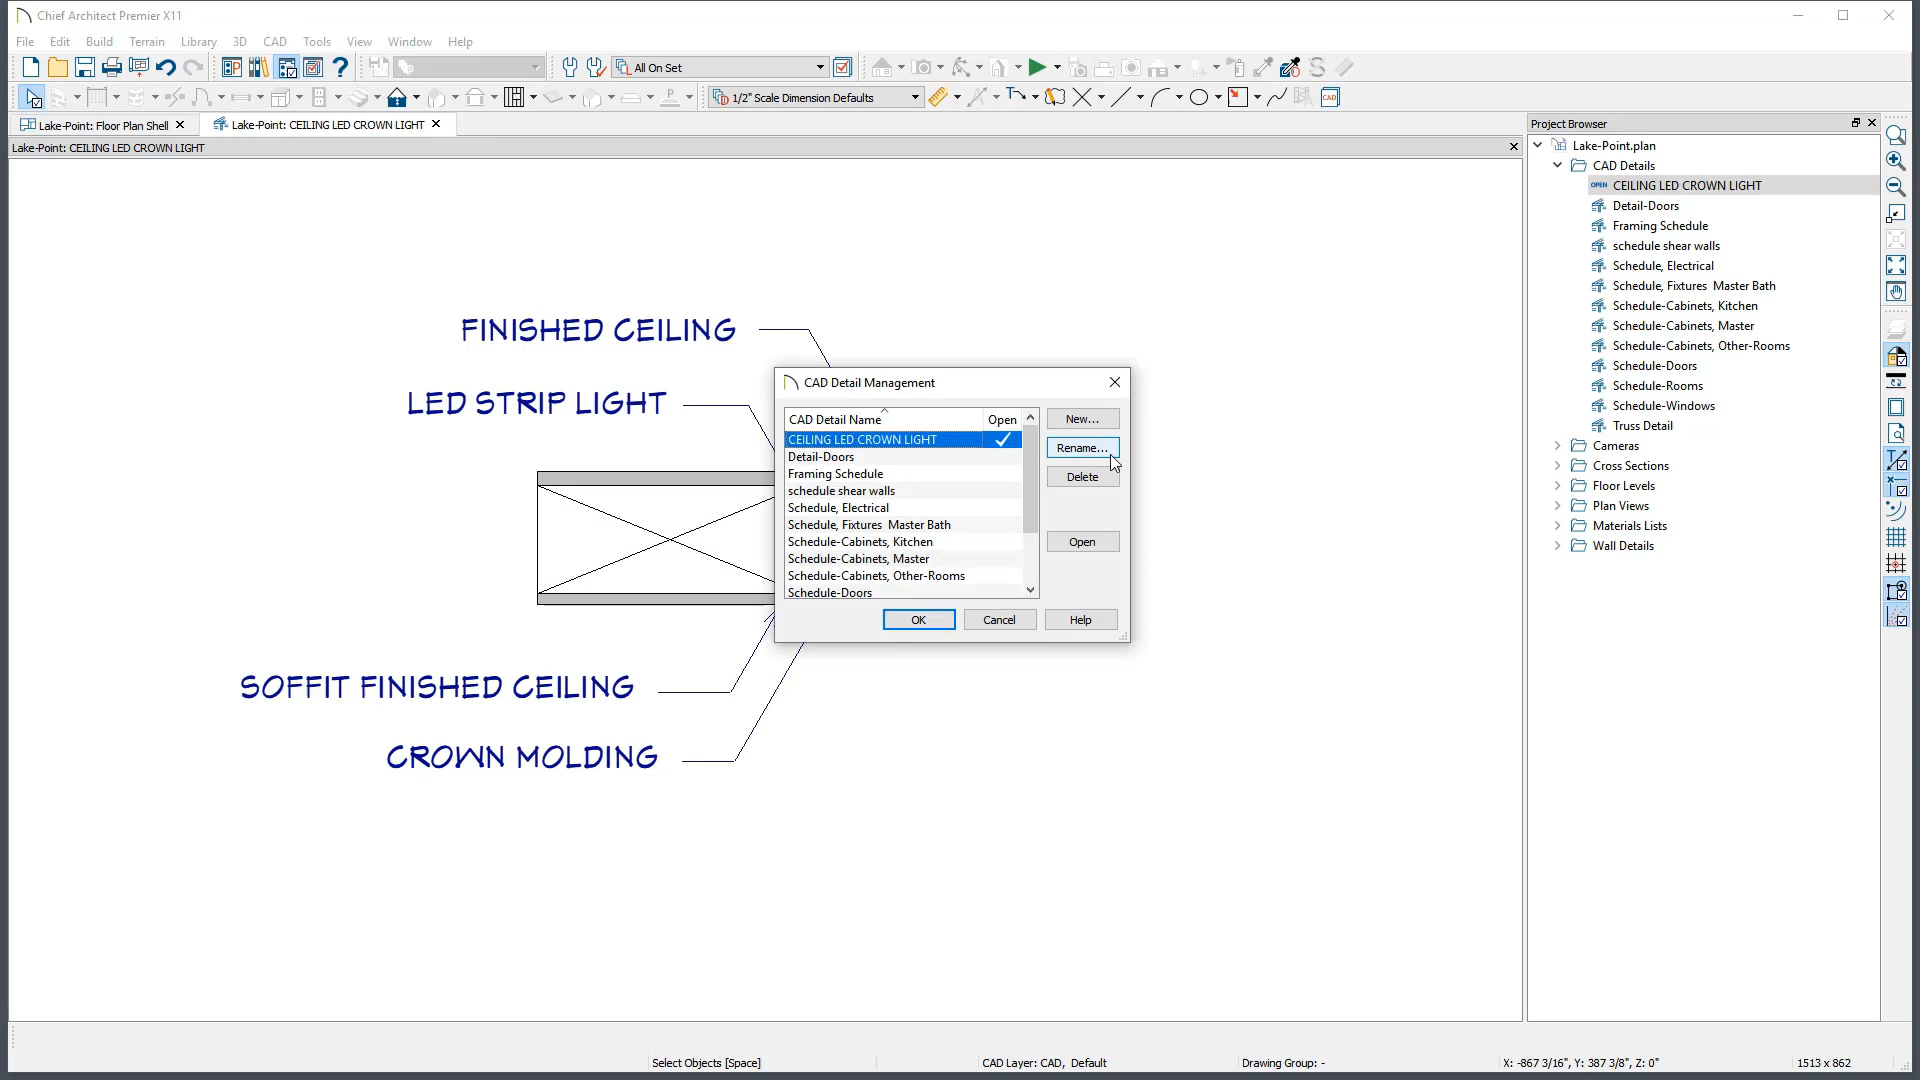 Chief Architect Premier X11
File Edit Build Terrain Library 3D CAD Tools View Window Help
All On Set
1/2" Scale Dimension Defaults
CAD
Lake-Point: Floor Plan Shell
Lake-Point: CEILING LED CROWN LIGHT
Lake-Point: CEILING LED CROWN LIGHT
FINISHED CEILING
LED STRIP LIGHT
SOFFIT FINISHED CEILING
CROWN MOLDING
CAD Detail Management
CAD Detail Name Open
CEILING LED CROWN LIGHT
Detail-Doors
Framing Schedule
schedule shear walls
Schedule, Electrical
Schedule, Fixtures Master Bath
Schedule-Cabinets, Kitchen
Schedule-Cabinets, Master
Schedule-Cabinets, Other-Rooms
Schedule-Doors
New...
Rename...
Delete
Open
OK Cancel Help
Project Browser
Lake-Point.plan
CAD Details
OPEN CEILING LED CROWN LIGHT
Detail-Doors
Framing Schedule
schedule shear walls
Schedule, Electrical
Schedule, Fixtures Master Bath
Schedule-Cabinets, Kitchen
Schedule-Cabinets, Master
Schedule-Cabinets, Other-Rooms
Schedule-Doors
Schedule-Rooms
Schedule-Windows
Truss Detail
Cameras
Cross Sections
Floor Levels
Plan Views
Materials Lists
Wall Details
Select Objects [Space] CAD Layer: CAD, Default Drawing Group: - X: -867 3/16", Y: 387 3/8", Z: 0" 1513 x 862